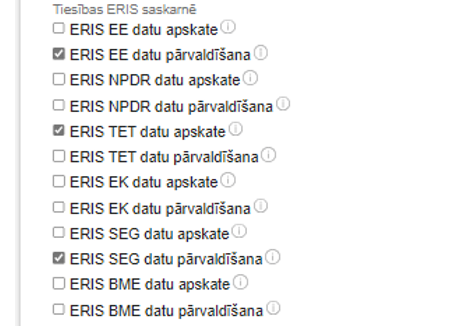 Tiesības ERIS saskarnē
ERIS EE datu apskate
ERIS EE datu pārvaldīšana
ERIS NPDR datu apskate
ERIS NPDR datu pārvaldīšana
ERIS TET datu apskate
ERIS TET datu pārvaldīšana
ERIS EK datu apskate
ERIS EK datu pārvaldīšana
ERIS SEG datu apskate
ERIS SEG datu pārvaldīšana
ERIS BME datu apskate
ERIS BME datu pārvaldīšana